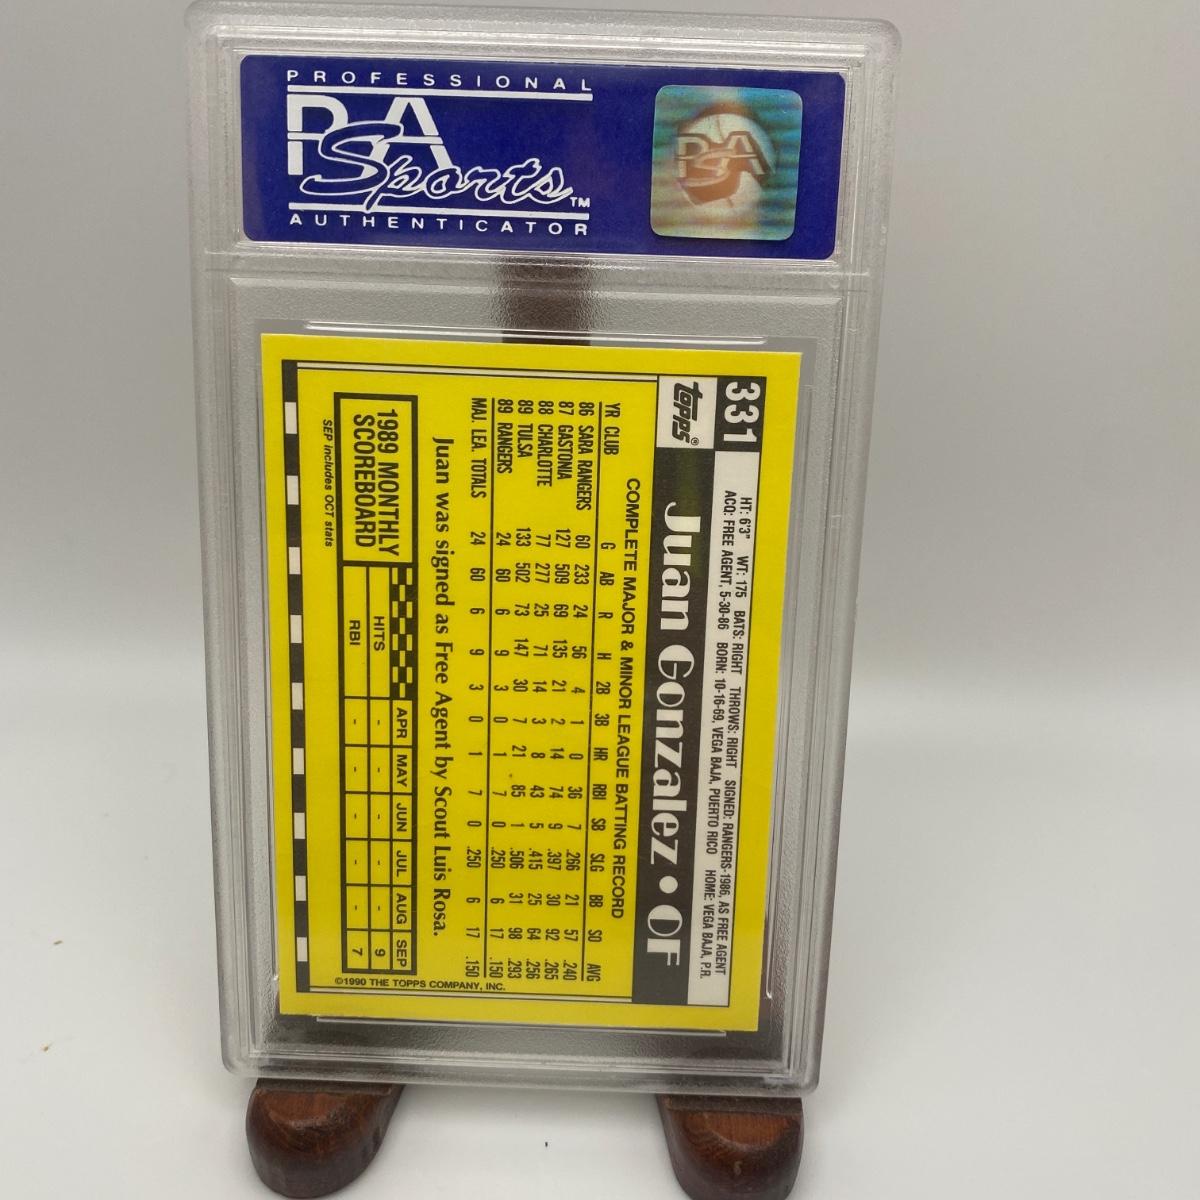 PROFESSIONAL
PSA
Sports™
AUTHENTICATOR
PSA
331
topps®
HT: 6'3" WT: 175 BATS: RIGHT THROWS: RIGHT SIGNED: RANGERS-1986, AS FREE AGENT
ACQ: FREE AGENT, 5-30-86 BORN: 10-16-69, VEGA BAJA, PUERTO RICO HOME: VEGA BAJA, P.R.
Juan Gonzalez • OF
COMPLETE MAJOR & MINOR LEAGUE BATTING RECORD
YR CLUB G AB R H 2B 3B HR RBI SB SLG BB SO AVG
86 SARA RANGERS 60 233 24 56 4 1 0 36 7 .266 21 57 .240
87 GASTONIA 127 509 69 135 21 2 14 74 9 .397 30 92 .265
88 CHARLOTTE 77 277 25 71 14 3 8 43 5 .415 25 64 .256
89 TULSA 133 502 73 147 30 7 21 85 1 .506 31 98 .293
89 RANGERS 24 60 6 9 3 0 1 7 0 .250 6 17 .150
MAJ. LEA. TOTALS 24 60 6 9 3 0 1 7 0 .250 6 17 .150
Juan was signed as Free Agent by Scout Luis Rosa.
1989 MONTHLY
SCOREBOARD
APR MAY JUN JUL AUG SEP
HITS - - - - - 9
RBI - - - - - 7
SEP includes OCT stats
©1990 THE TOPPS COMPANY, INC.